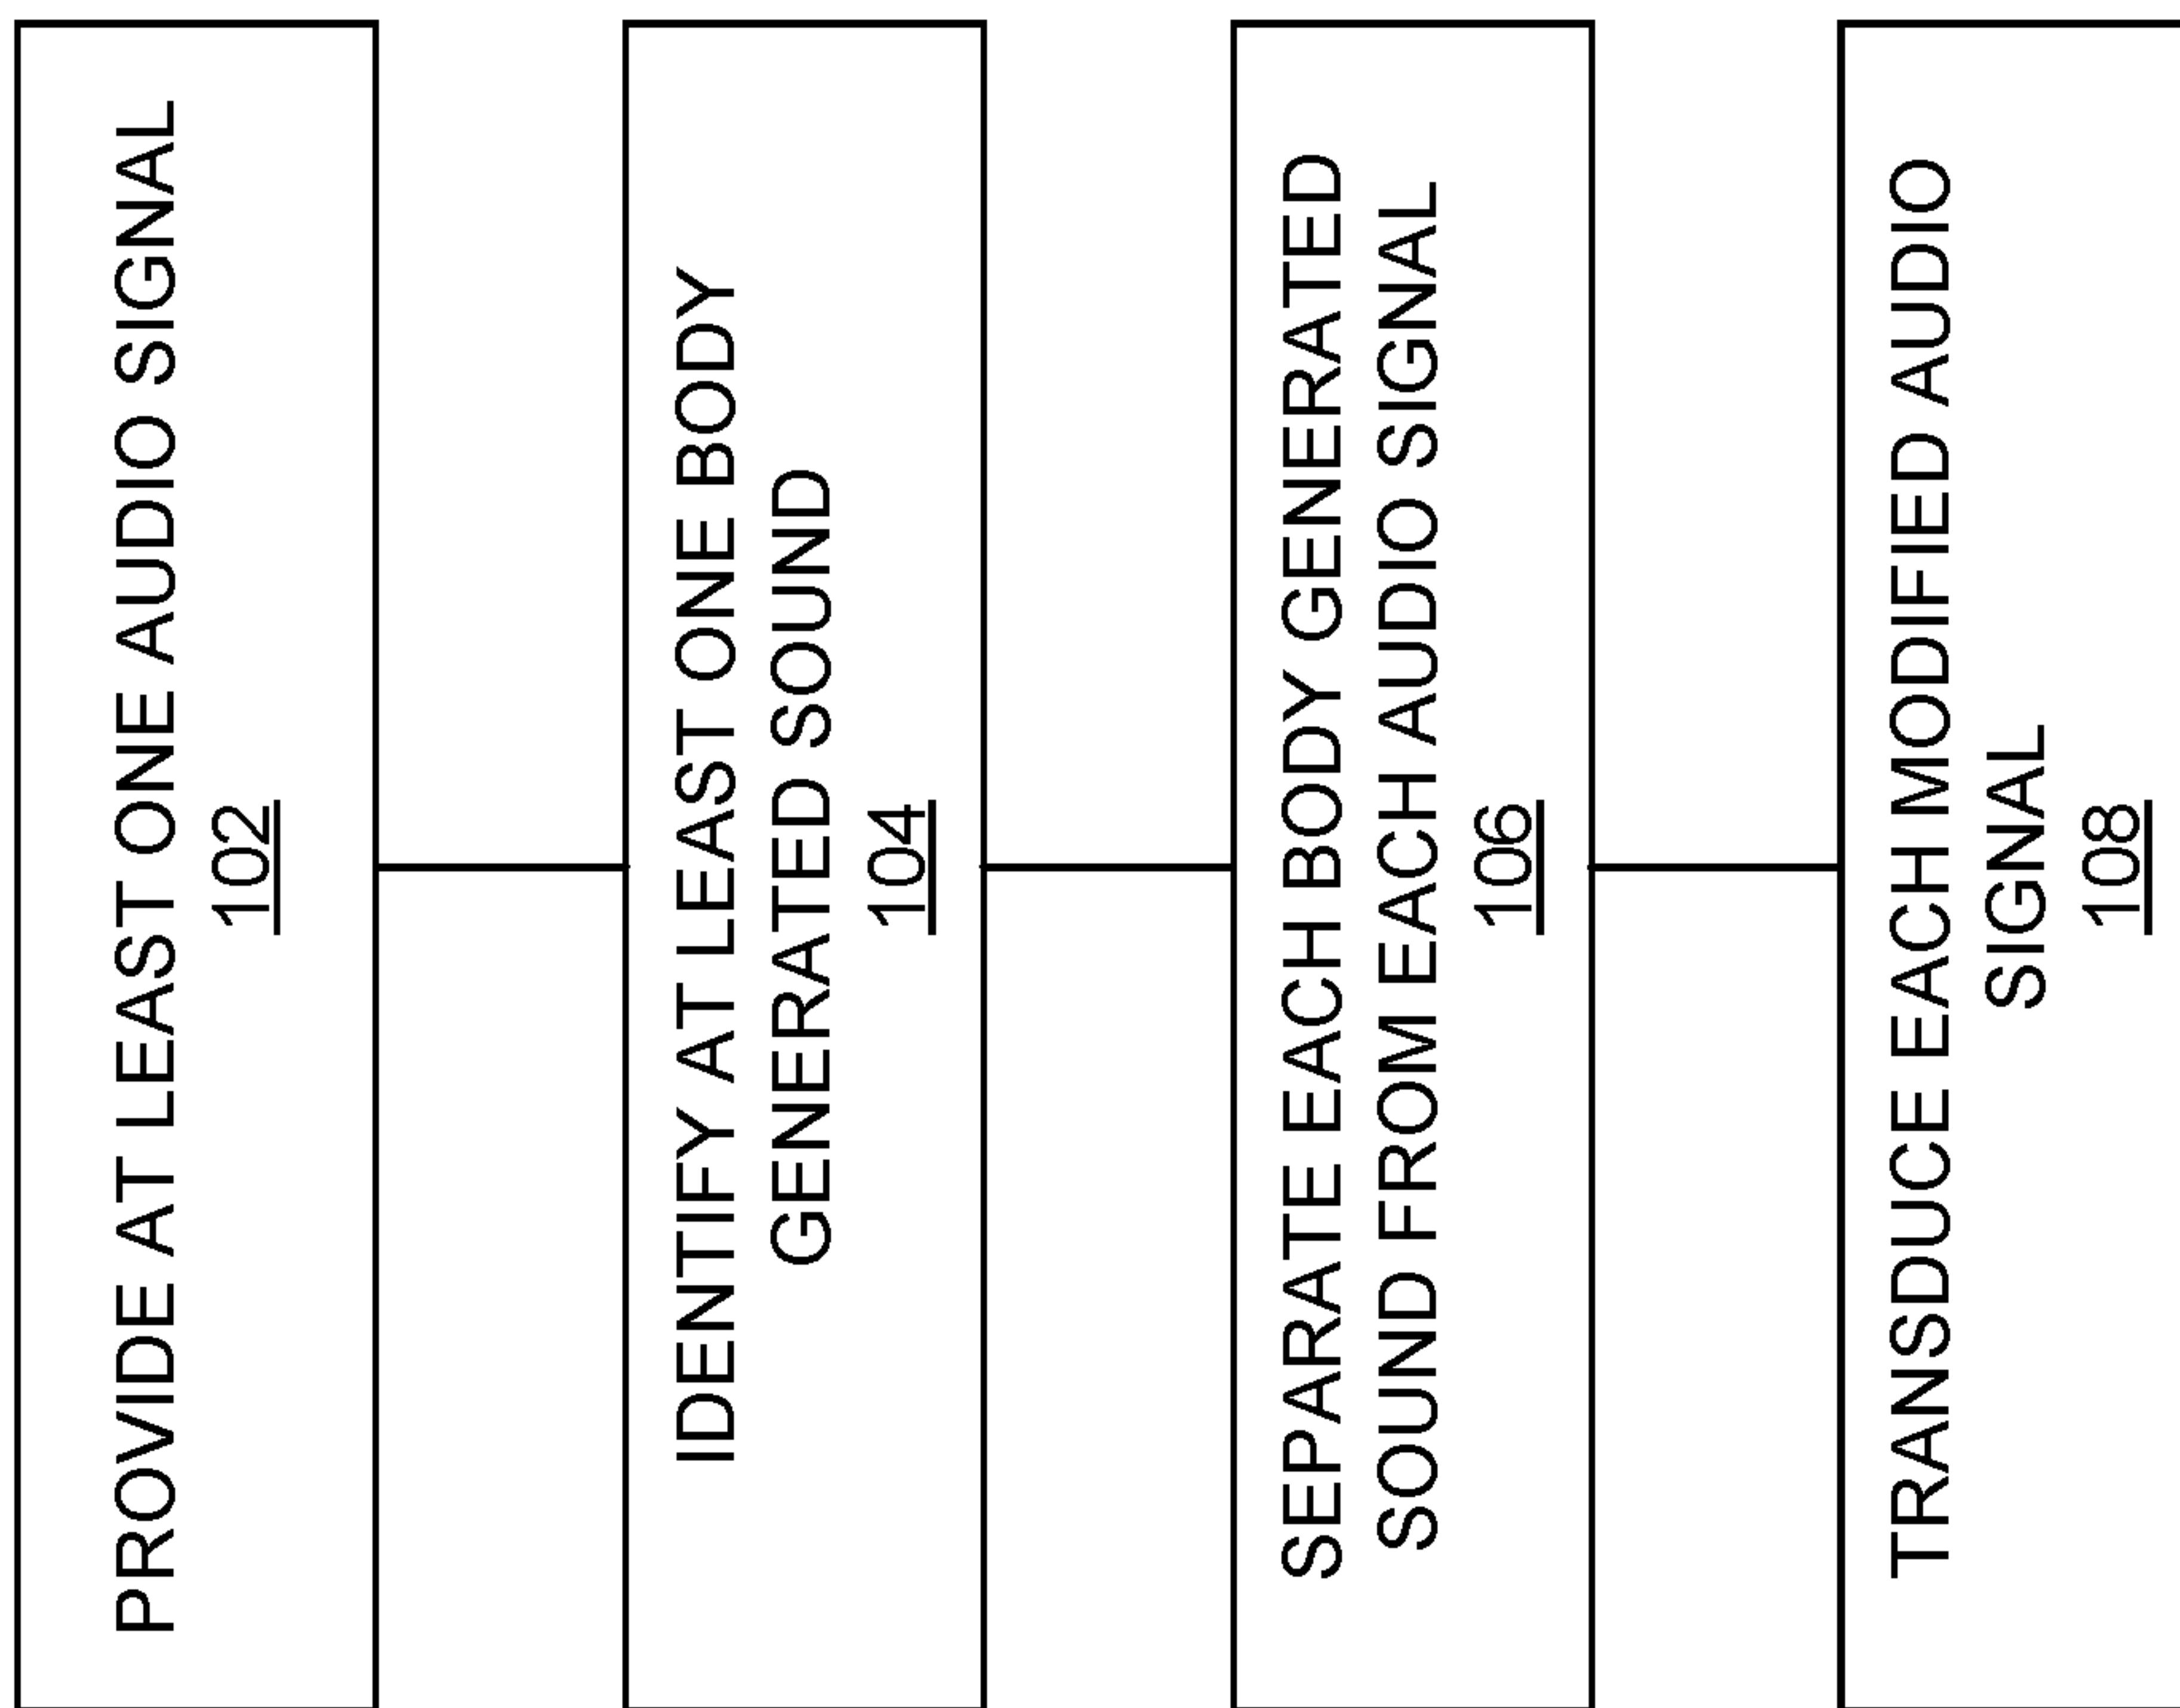 PROVIDE AT LEAST ONE AUDIO SIGNAL
102
IDENTIFY AT LEAST ONE BODY
GENERATED SOUND
104
SEPARATE EACH BODY GENERATED
SOUND FROM EACH AUDIO SIGNAL
106
TRANSDUCE EACH MODIFIED AUDIO
SIGNAL
108